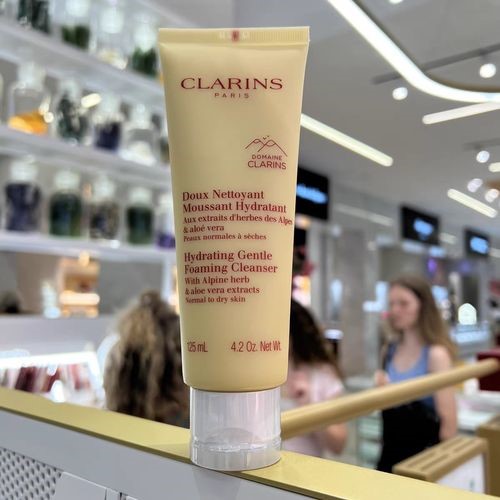 CLARINS
PARIS
DOMAINE
CLARINS
Doux Nettoyant
Moussant Hydratant
Aux extraits d'herbes des Alpes
& aloé vera
Peaux normales à sèches
Hydrating Gentle
Foaming Cleanser
With Alpine herb
& aloe vera extracts
Normal to dry skin
125 mL 4.2 Oz. Net Wt.